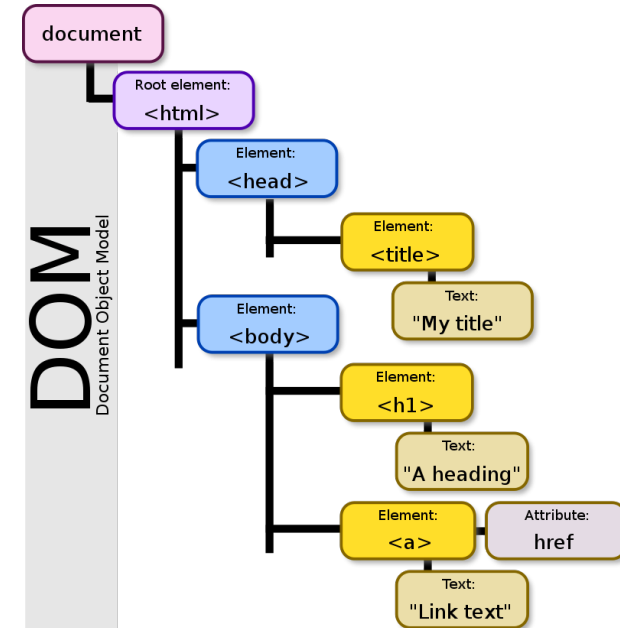 document
Root element:
<html>
Element:
<head>
Element:
<title>
Text:
"My title"
Element:
<body>
Element:
<h1>
Text:
"A heading"
Element:
<a>
Attribute:
href
Text:
"Link text"
DOM
Document Object Model